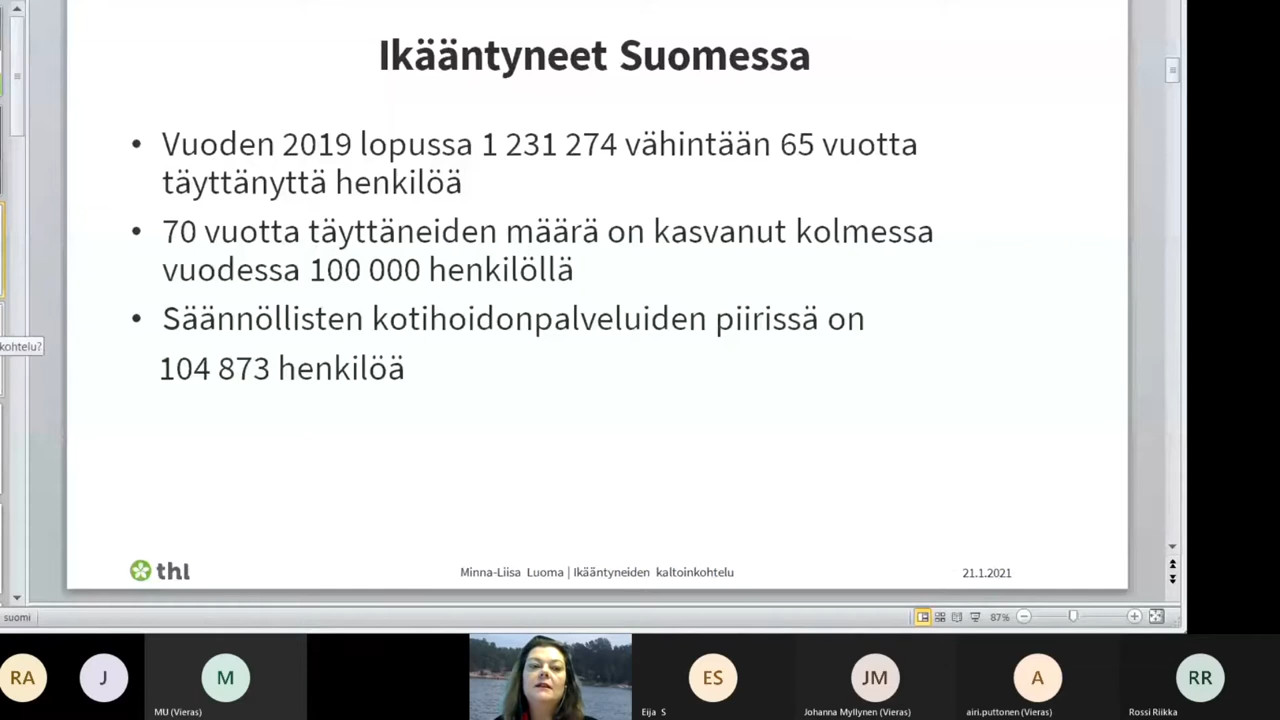 Ikääntyneet Suomessa
• Vuoden 2019 lopussa 1 231 274 vähintään 65 vuotta
täyttänyttä henkilöä
• 70 vuotta täyttäneiden määrä on kasvanut kolmessa
vuodessa 100 000 henkilöllä
• Säännöllisten kotihoidonpalveluiden piirissä on
104 873 henkilöä
kohtelu?
thl
Minna-Liisa Luoma | Ikääntyneiden kaltoinkohtelu
21.1.2021
suomi
87%
RA
J
M
ES
JM
A
RR
MU (Vieras)
Eija S
Johanna Myllynen (Vieras)
airi.puttonen (Vieras)
Rossi Riikka